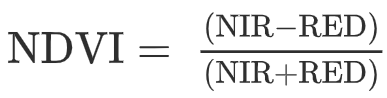 NDVI = (NIR−RED)
(NIR+RED)